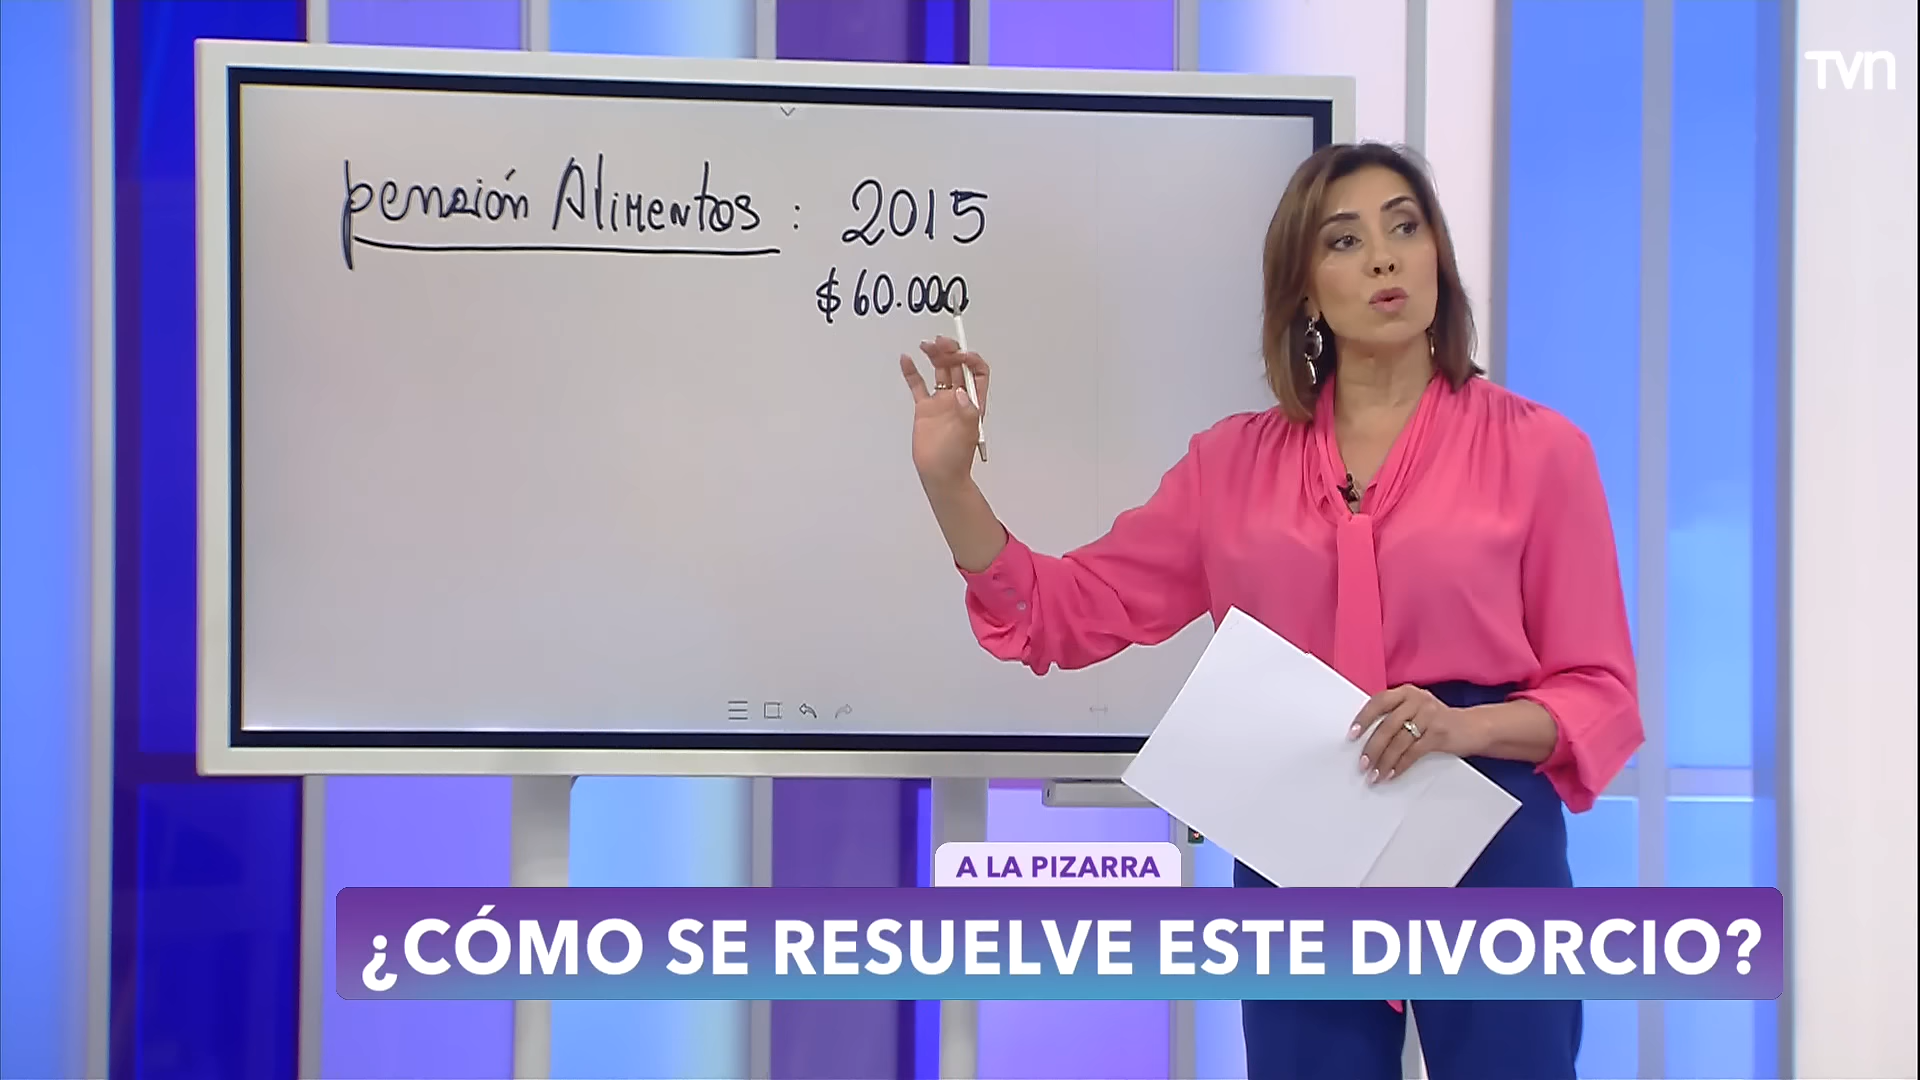 TVN
pensión Alimentos : 2015
$ 60.000
A LA PIZARRA
¿CÓMO SE RESUELVE ESTE DIVORCIO?